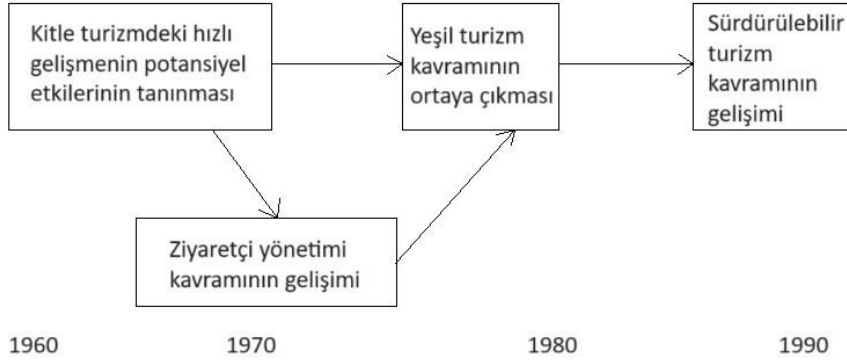 Kitle turizmdeki hızlı
gelişmenin potansiyel
etkilerinin tanınması
Yeşil turizm
kavramının
ortaya çıkması
Sürdürülebilir
turizm
kavramının
gelişimi
Ziyaretçi yönetimi
kavramının gelişimi
1960 1970 1980 1990